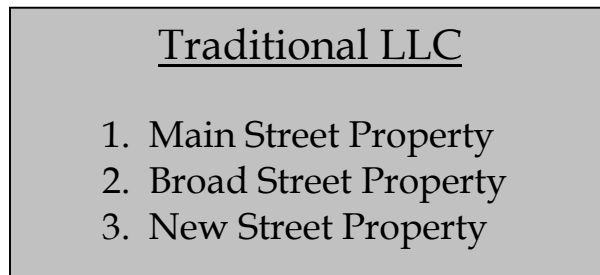 Traditional LLC
1. Main Street Property
2. Broad Street Property
3. New Street Property